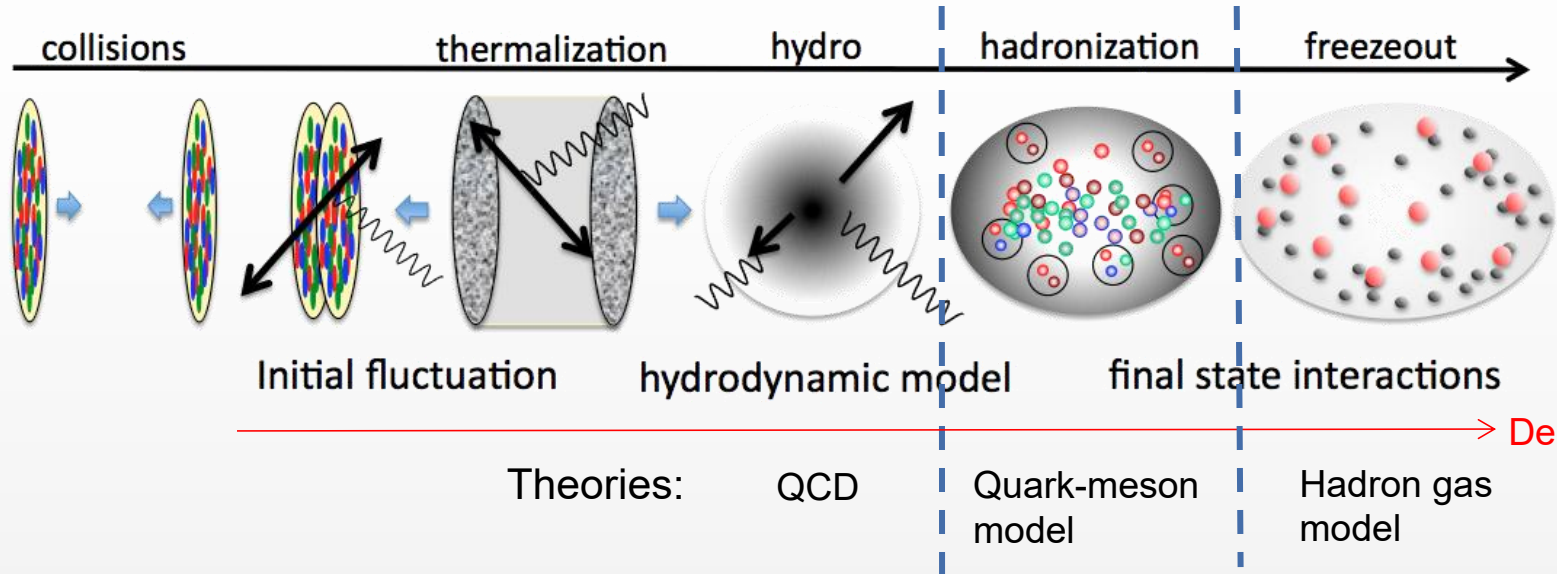 collisions thermalization hydro hadronization freezeout
Initial fluctuation hydrodynamic model final state interactions
De
Theories: QCD Quark-meson Hadron gas
model model